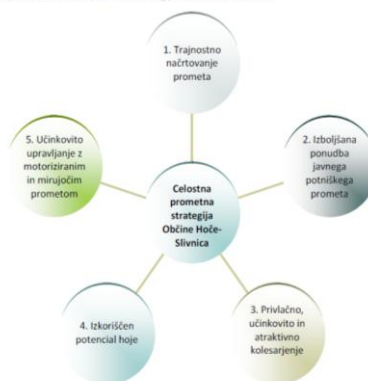 1. Trajnostno
načrtovanje
prometa
2. Izboljšana
ponudba
javnega
potniškega
prometa
3. Privlačno,
učinkovito in
atraktivno
kolesarjenje
4. Izkoriščen
potencial hoje
5. Učinkovito
upravljanje z
motoriziranim
in mirujočim
prometom
Celostna
prometna
strategija
Občine Hoče-
Slivnica